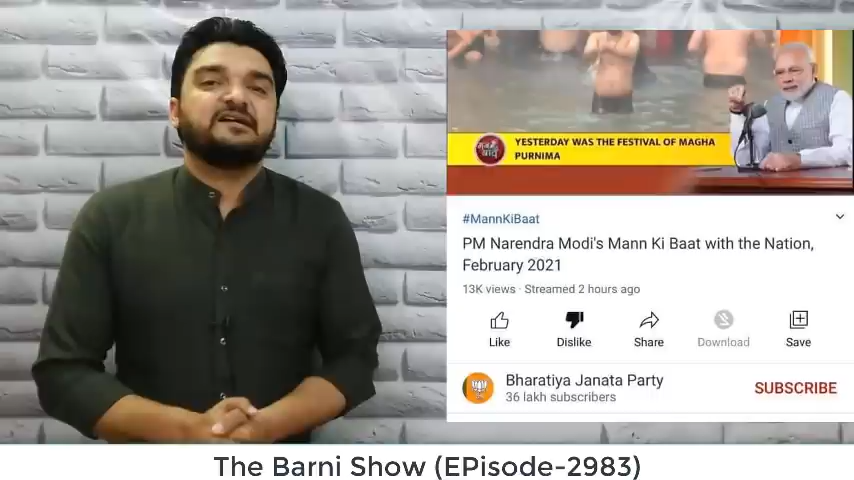 मन की बात
YESTERDAY WAS THE FESTIVAL OF MAGHA
PURNIMA
#MannKiBaat
PM Narendra Modi's Mann Ki Baat with the Nation,
February 2021
13K views · Streamed 2 hours ago
Like
Dislike
Share
Download
Save
Bharatiya Janata Party
36 lakh subscribers
SUBSCRIBE
The Barni Show (EPisode-2983)